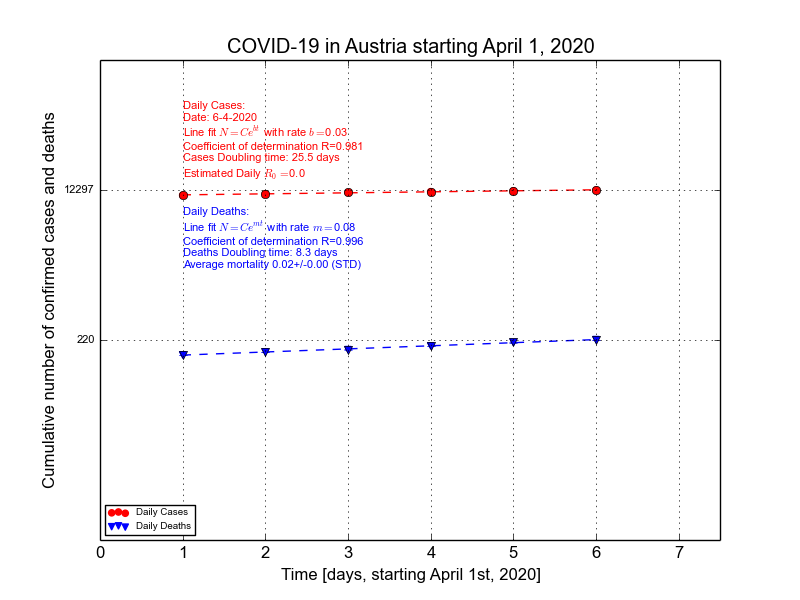 COVID-19 in Austria starting April 1, 2020
Cumulative number of confirmed cases and deaths
Daily Cases:
Date: 6-4-2020
Line fit N = Ce^{bt} with rate b =0.03
Coefficient of determination R=0.981
Cases Doubling time: 25.5 days
Estimated Daily R_0 =0.0
12297
Daily Deaths:
Line fit N = Ce^{mt} with rate m =0.08
Coefficient of determination R=0.996
Deaths Doubling time: 8.3 days
Average mortality 0.02+/-0.00 (STD)
220
Daily Cases
Daily Deaths
0 1 2 3 4 5 6 7
Time [days, starting April 1st, 2020]